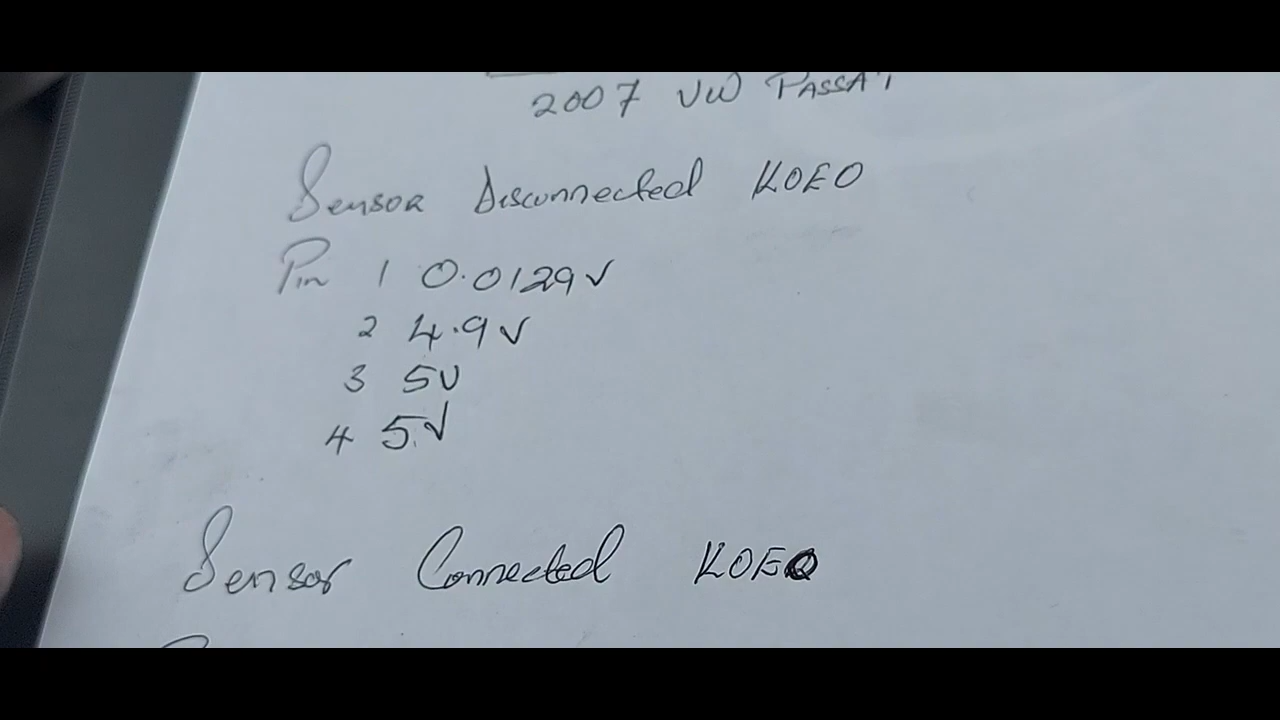 2007 VW PASSAT
Sensor Disconnected KOEO
Pin 1 0.0129V
2 4.9V
3 5V
4 5.V
Sensor Connected KOEO